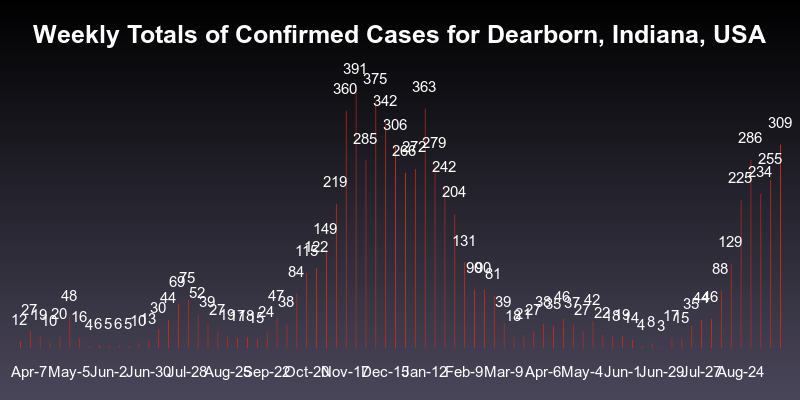 Weekly Totals of Confirmed Cases for Dearborn, Indiana, USA
12 27 19 10 20 48 16 4 6 5 6 5 10 13 30 44 69 75 52 39 27 19 17 18 15 24 47 38 84 115 122 149 219 360 391 285 375 342 306 266 272 363 279 242 204 131 90 90 81 39 18 21 27 38 35 46 37 27 42 22 18 19 14 4 8 3 17 15 35 44 46 88 129 225 286 234 255 309
Apr-7 May-5 Jun-2 Jun-30 Jul-28 Aug-25 Sep-22 Oct-20 Nov-17 Dec-15 Jan-12 Feb-9 Mar-9 Apr-6 May-4 Jun-1 Jun-29 Jul-27 Aug-24